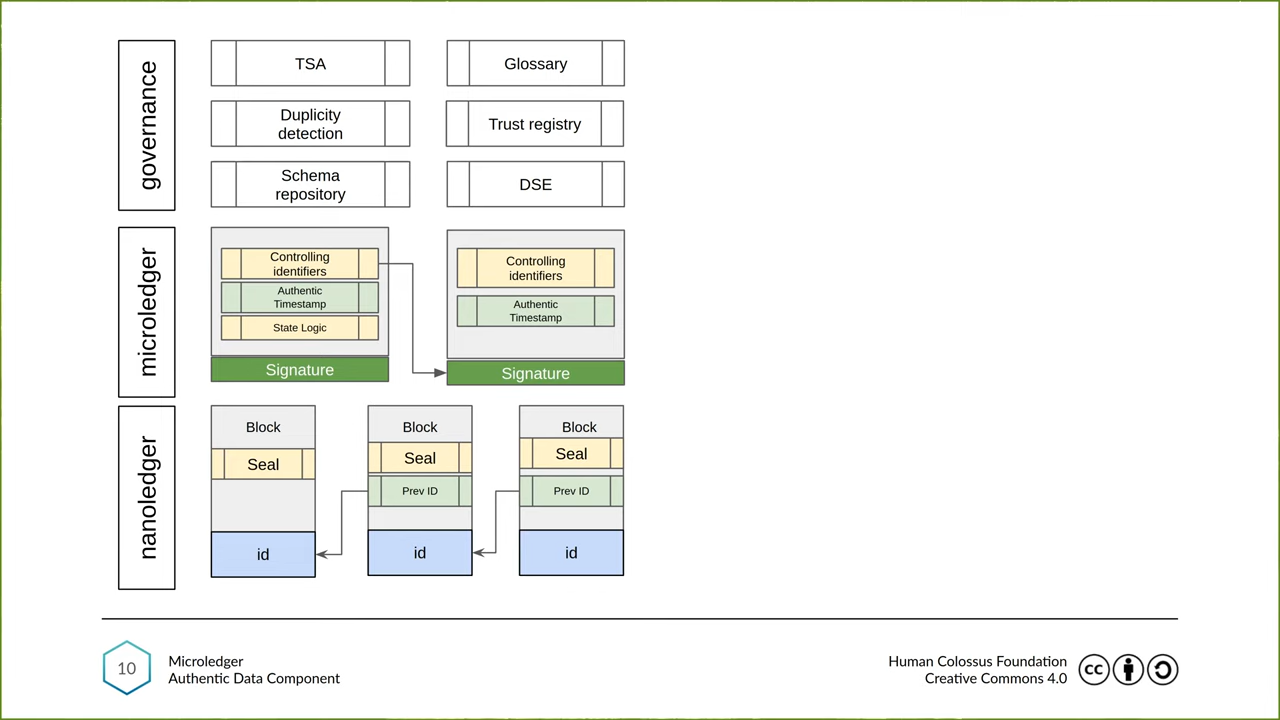 governance
TSA
Glossary
Duplicity
detection
Trust registry
Schema
repository
DSE
microledger
Controlling
identifiers
Authentic
Timestamp
State Logic
Signature
Controlling
identifiers
Authentic
Timestamp
Signature
nanoledger
Block
Seal
id
Block
Seal
Prev ID
id
Block
Seal
Prev ID
id
10
Microledger
Authentic Data Component
Human Colossus Foundation
Creative Commons 4.0
cc